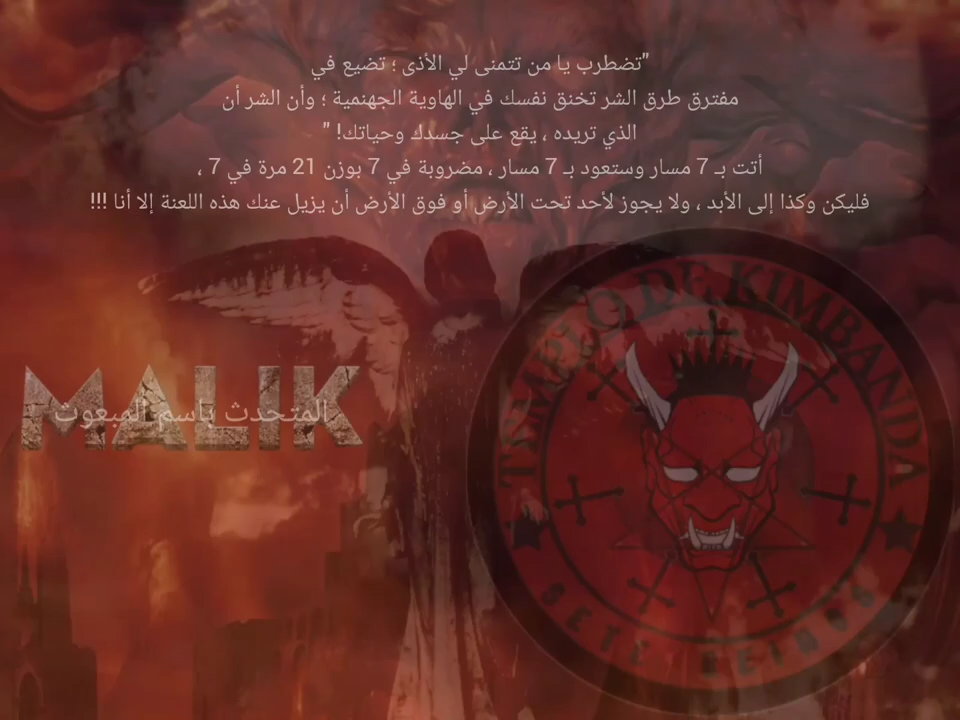 "تضطرب يا من تتمنى لي الأذى ؛ تضيع في
مفترق طرق الشر تخنق نفسك في الهاوية الجهنمية ؛ وأن الشر أن
الذي تريده ، يقع على جسدك وحياتك! "
أتت بـ 7 مسار وستعود بـ 7 مسار ، مضروبة في 7 بوزن 21 مرة في 7 ،
فليكن وكذا إلى الأبد ، ولا يجوز لأحد تحت الأرض أو فوق الأرض أن يزيل عنك هذه اللعنة إلا أنا !!!
MALIK
المتحدث باسم المبعوث
TEMPLO DE KIMBANDA
SETE REINOS